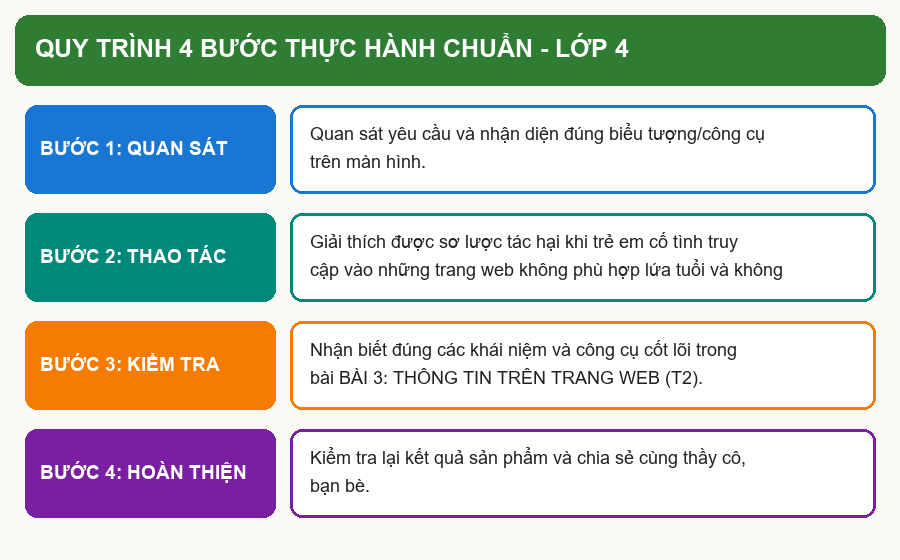 QUY TRÌNH 4 BƯỚC THỰC HÀNH CHUẨN - LỚP 4
BƯỚC 1: QUAN SÁT
Quan sát yêu cầu và nhận diện đúng biểu tượng/công cụ
trên màn hình.
BƯỚC 2: THAO TÁC
Giải thích được sơ lược tác hại khi trẻ em cố tình truy
cập vào những trang web không phù hợp lứa tuổi và không
BƯỚC 3: KIỂM TRA
Nhận biết đúng các khái niệm và công cụ cốt lõi trong
bài BÀI 3: THÔNG TIN TRÊN TRANG WEB (T2).
BƯỚC 4: HOÀN THIỆN
Kiểm tra lại kết quả sản phẩm và chia sẻ cùng thầy cô,
bạn bè.